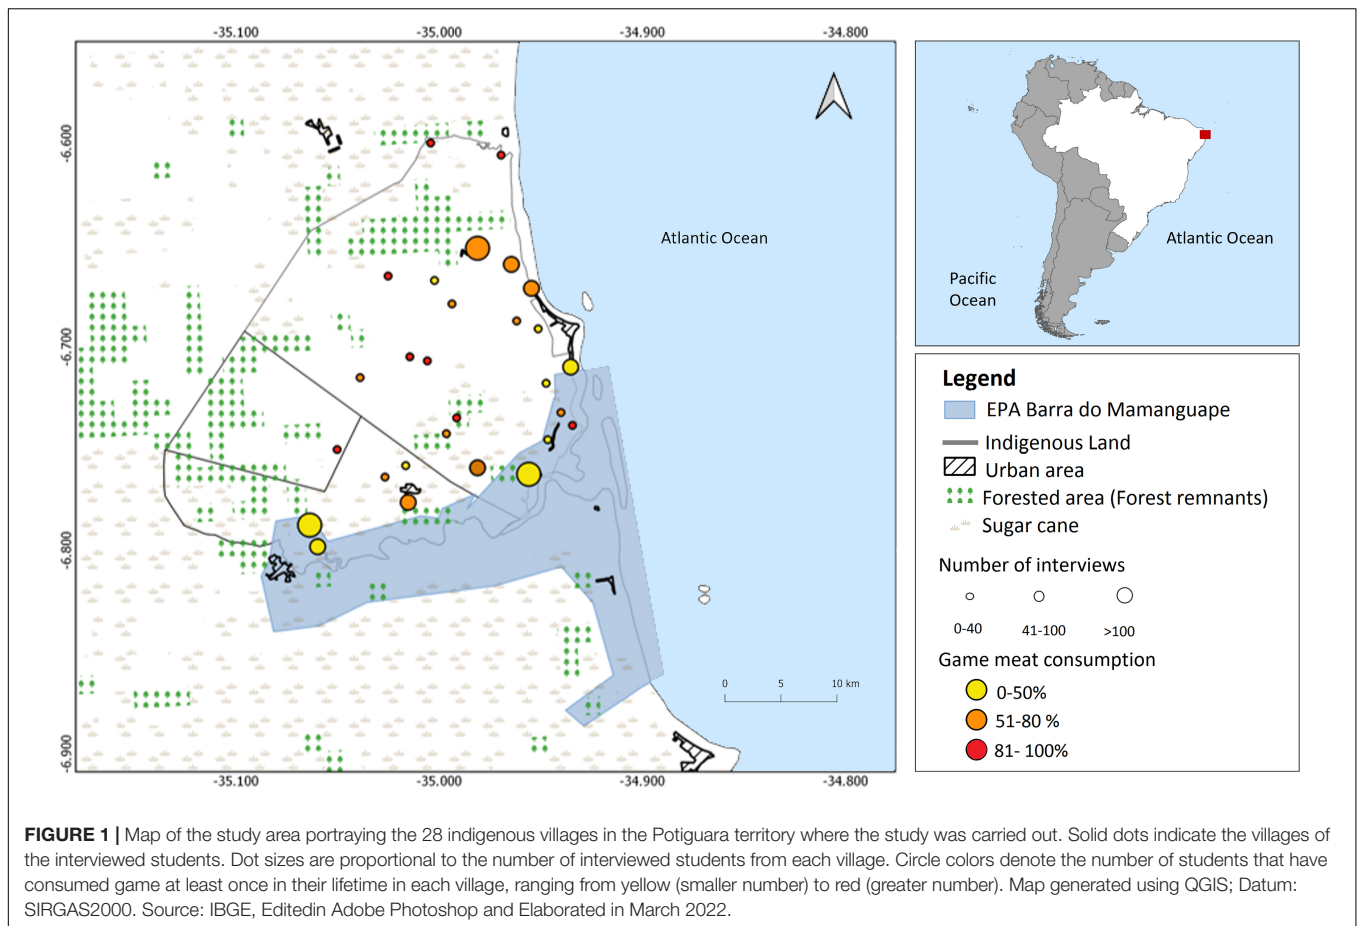 -35.100 -35.000 -34.900 -34.800
-6.600
-6.700
-6.800
-6.900
Atlantic Ocean
0 5 10 km
-35.100 -35.000 -34.900 -34.800
Atlantic Ocean
Pacific
Ocean
Legend
EPA Barra do Mamanguape
Indigenous Land
Urban area
Forested area (Forest remnants)
Sugar cane
Number of interviews
0-40 41-100 >100
Game meat consumption
0-50%
51-80 %
81- 100%
FIGURE 1 | Map of the study area portraying the 28 indigenous villages in the Potiguara territory where the study was carried out. Solid dots indicate the villages of
the interviewed students. Dot sizes are proportional to the number of interviewed students from each village. Circle colors denote the number of students that have
consumed game at least once in their lifetime in each village, ranging from yellow (smaller number) to red (greater number). Map generated using QGIS; Datum:
SIRGAS2000. Source: IBGE, Editedin Adobe Photoshop and Elaborated in March 2022.